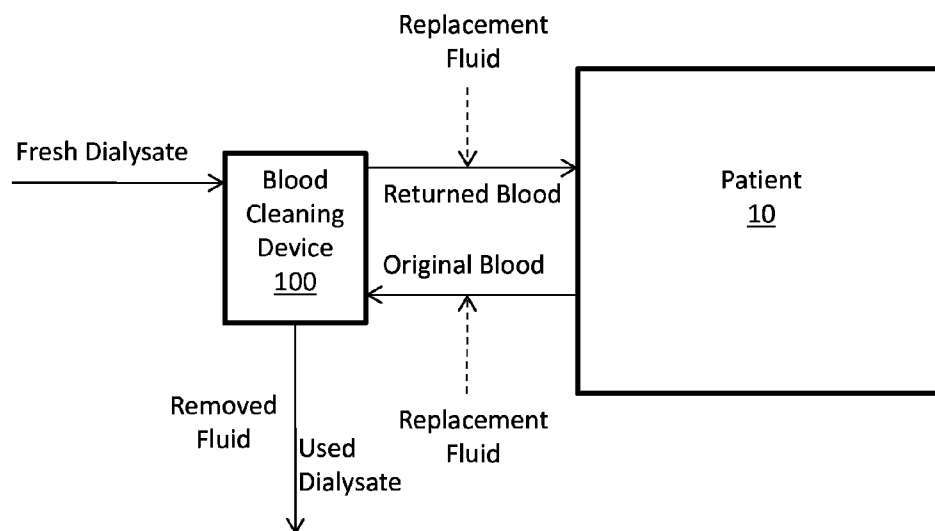 Replacement
Fluid
Fresh Dialysate
Blood
Cleaning
Device
100
Returned Blood
Patient
10
Original Blood
Removed
Fluid
Used
Dialysate
Replacement
Fluid